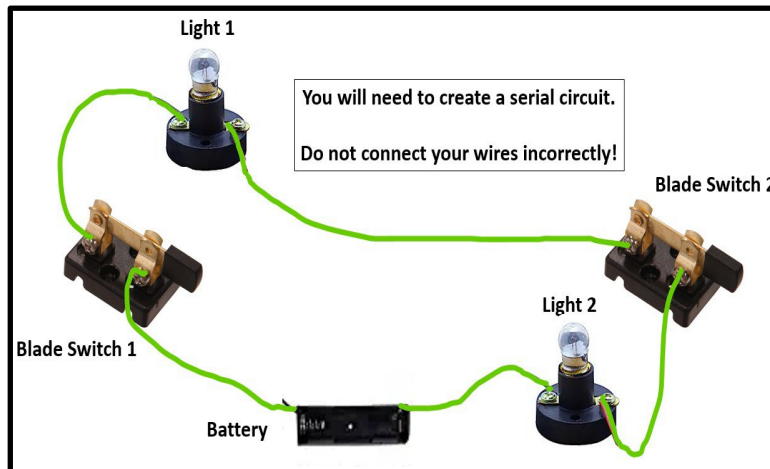 Light 1
You will need to create a serial circuit.
Do not connect your wires incorrectly!
Blade Switch 2
Light 2
Blade Switch 1
Battery